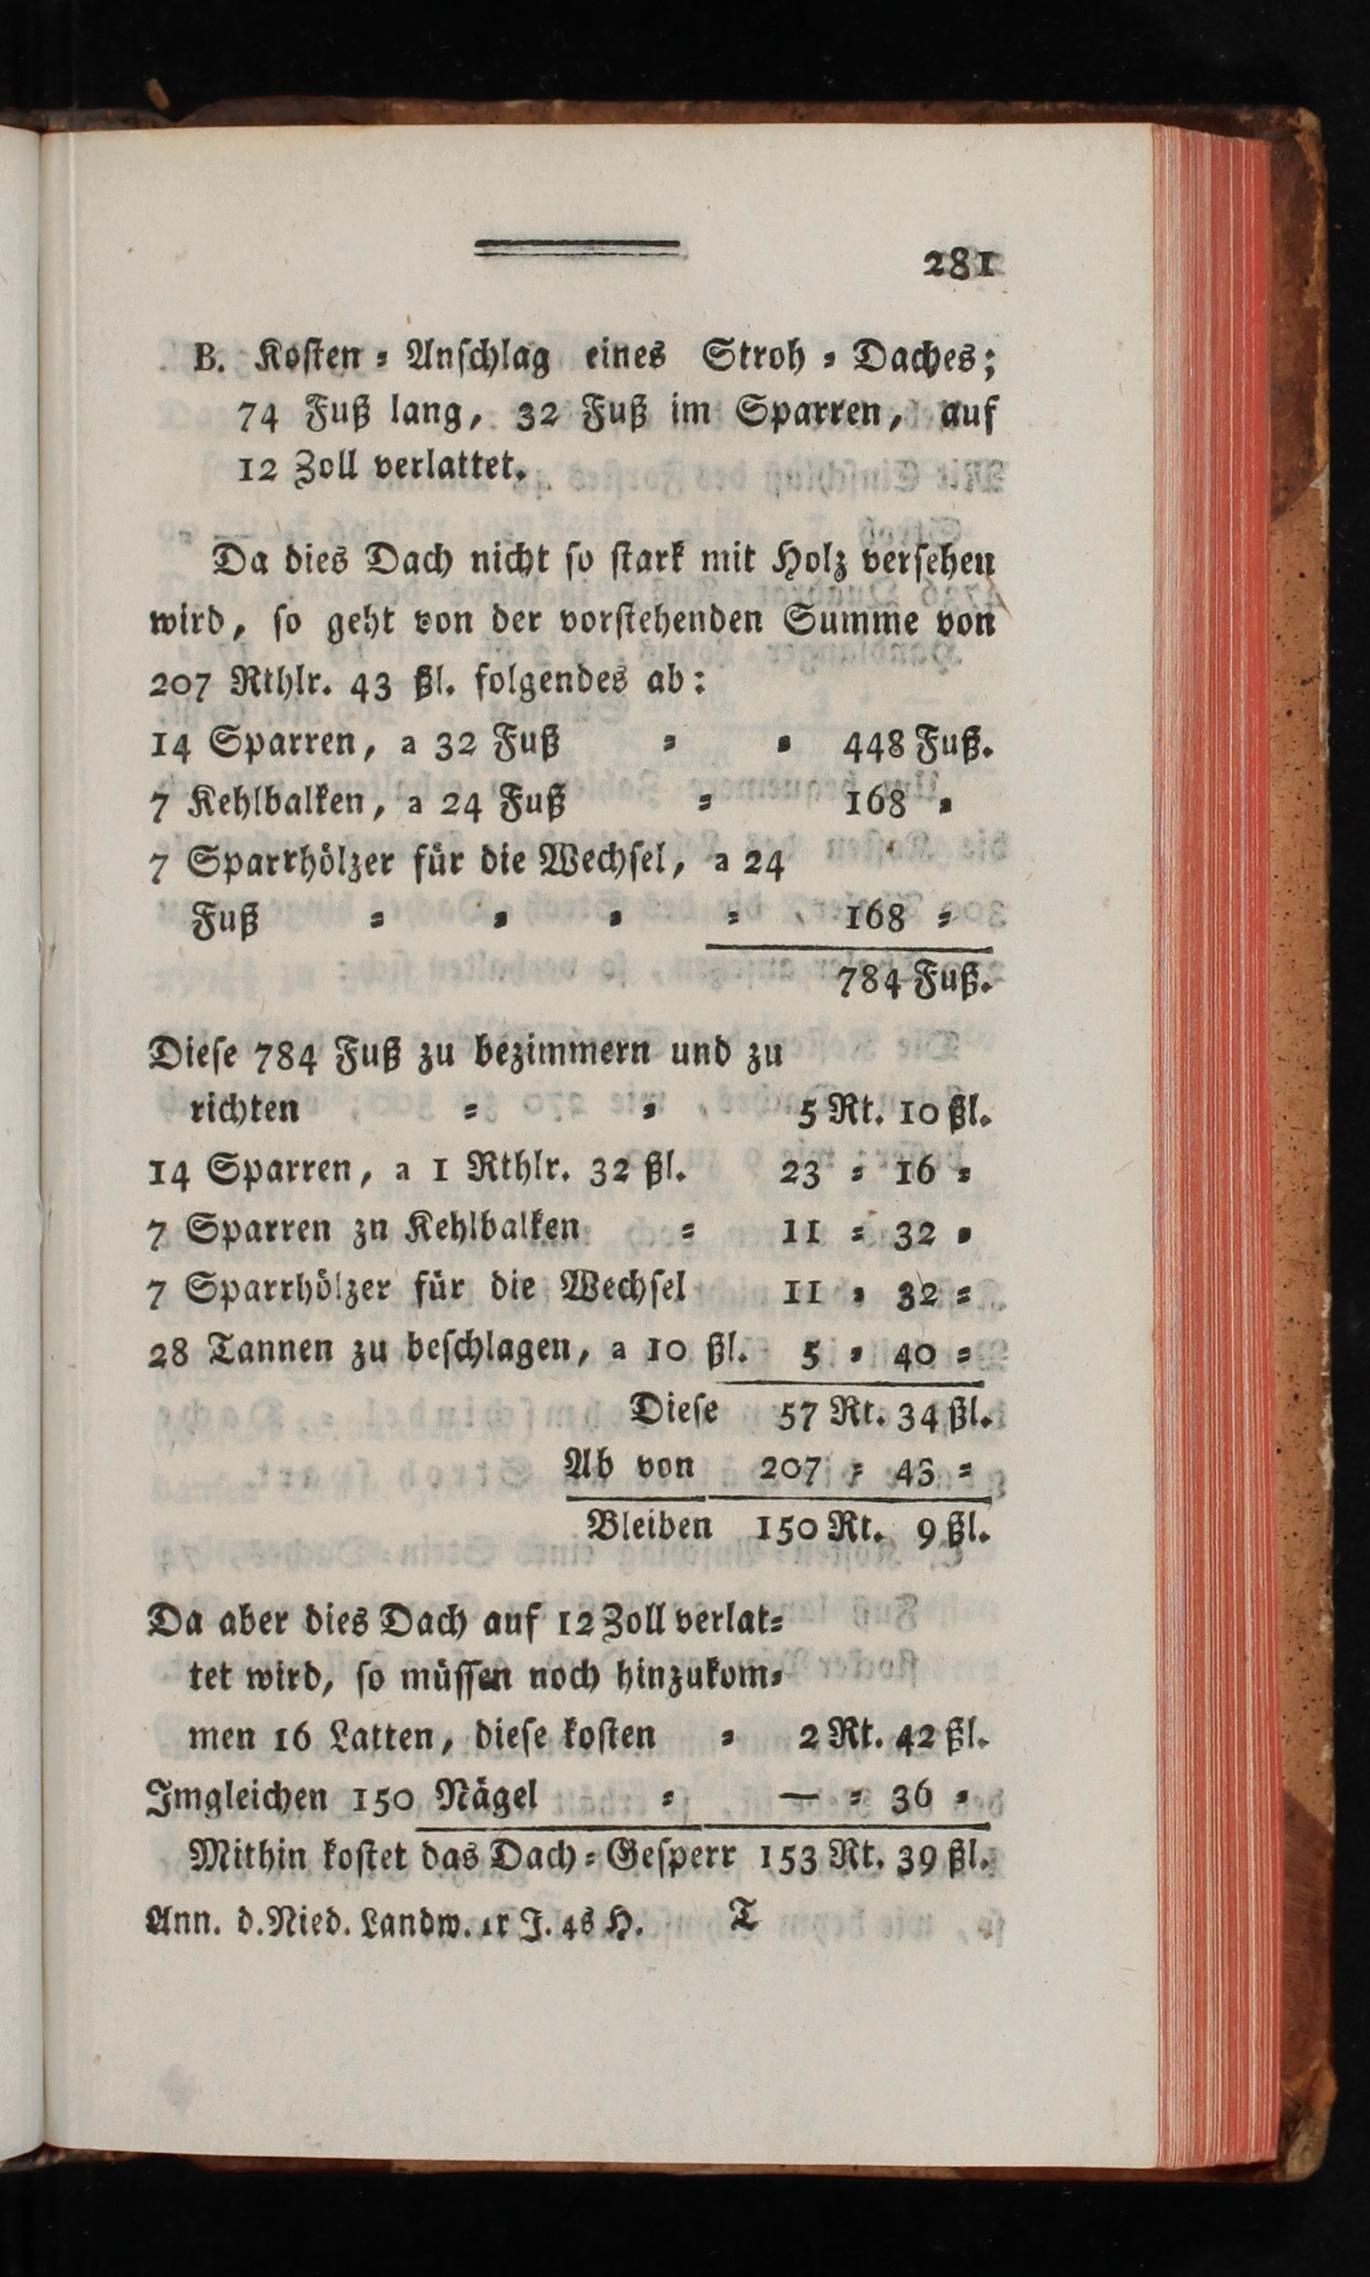 281
B. Kosten = Anschlag eines Stroh = Daches;
74 Fuß lang, 32 Fuß im Sparren, auf
12 Zoll verlattet.
Da dies Dach nicht so stark mit Holz versehen
wird, so geht von der vorstehenden Summe von
207 Rthlr. 43 ßl. folgendes ab:
14 Sparren, a 32 Fuß = = 448 Fuß.
7 Kehlbalken, a 24 Fuß = 168 =
7 Sparrhölzer für die Wechsel, a 24
Fuß = = = = 168 =
784 Fuß.
Diese 784 Fuß zu bezimmern und zu
richten = = 5 Rt. 10 ßl.
14 Sparren, a 1 Rthlr. 32 ßl. 23 = 16 =
7 Sparren zn Kehlbalken = 11 = 32 =
7 Sparrhölzer für die Wechsel 11 = 32 =
28 Tannen zu beschlagen, a 10 ßl. 5 = 40 =
Diese 57 Rt. 34 ßl.
Ab von 207 = 43 =
Bleiben 150 Rt. 9 ßl.
Da aber dies Dach auf 12 Zoll verlat=
tet wird, so müssen noch hinzukom=
men 16 Latten, diese kosten = 2 Rt. 42 ßl.
Imgleichen 150 Nägel = — = 36 =
Mithin kostet das Dach = Gesperr 153 Rt. 39 ßl.
Ann. d. Nied. Landw. 1r J. 4s H. T